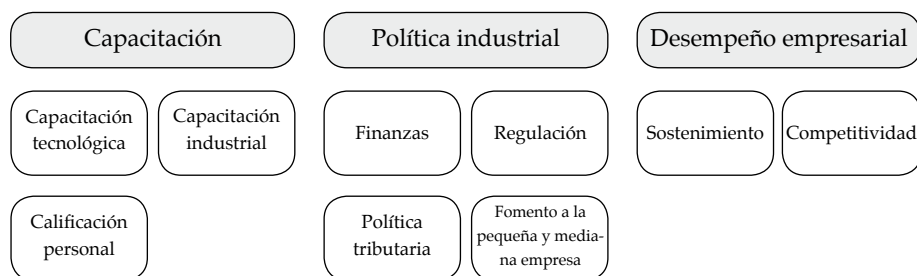 Capacitación
Política industrial
Desempeño empresarial
Capacitación
tecnológica
Capacitación
industrial
Finanzas
Regulación
Sostenimiento
Competitividad
Calificación
personal
Política
tributaria
Fomento a la
pequeña y media-
na empresa